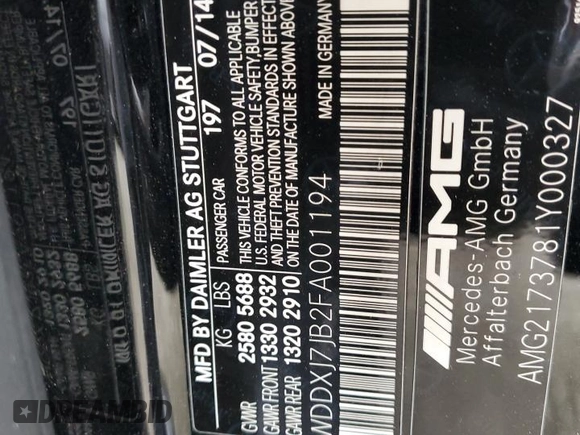 MFD BY DAIMLER AG STUTTGART
197 07/14
KG LBS PASSENGER CAR
GVWR 2580 5688
GAWR FRONT 1330 2932
GAWR REAR 1320 2910
THIS VEHICLE CONFORMS TO ALL APPLICABLE
U.S. FEDERAL MOTOR VEHICLE SAFETY, BUMPER
AND THEFT PREVENTION STANDARDS IN EFFECT
ON THE DATE OF MANUFACTURE SHOWN ABOVE
WDDXJ7JB2FA001194
MADE IN GERMANY
AMG
Mercedes-AMG GmbH
Affalterbach Germany
AMG2173781Y000327
DREAMBID